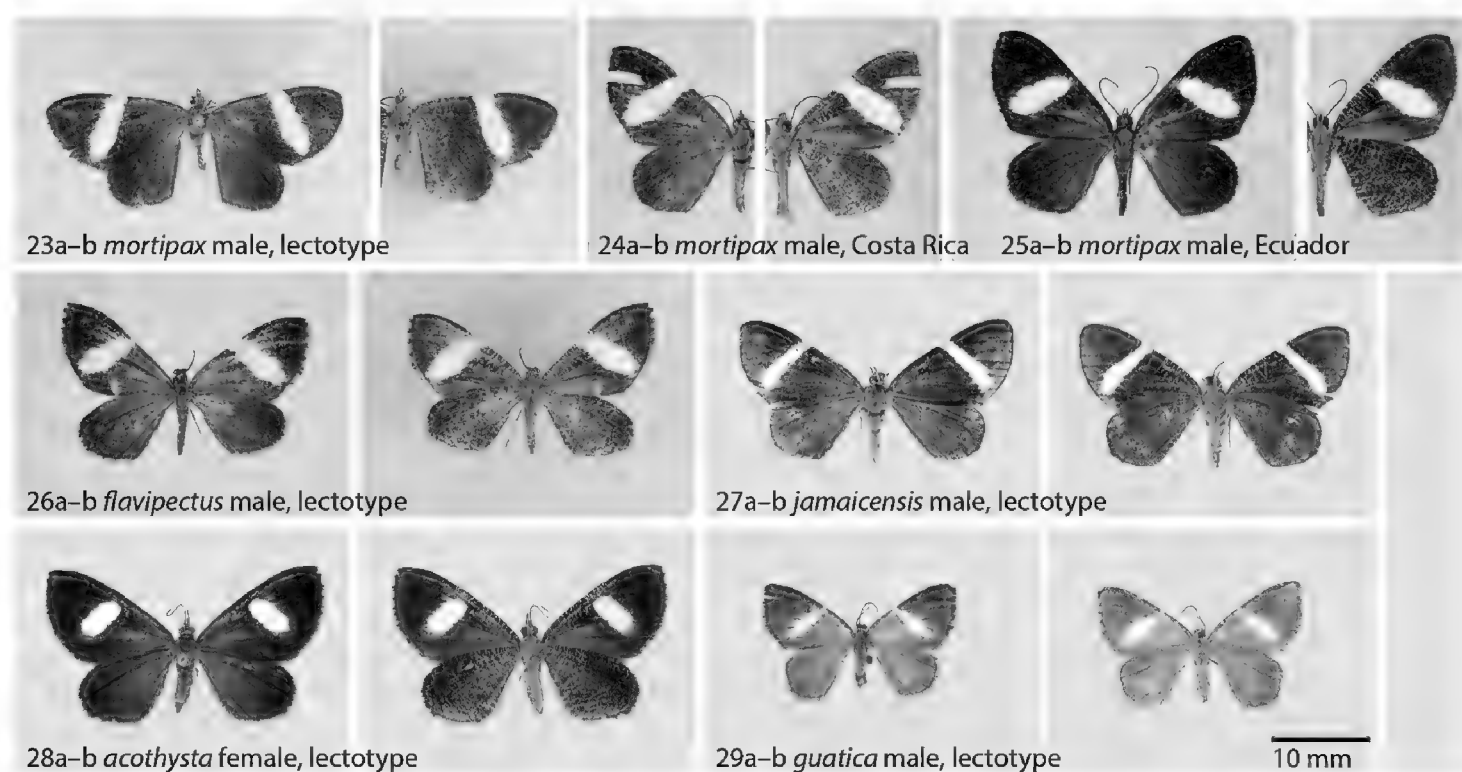 23a–b mortipax male, lectotype
24a–b mortipax male, Costa Rica
25a–b mortipax male, Ecuador
26a–b flavipectus male, lectotype
27a–b jamaicensis male, lectotype
28a–b acothysta female, lectotype
29a–b guatica male, lectotype
10 mm